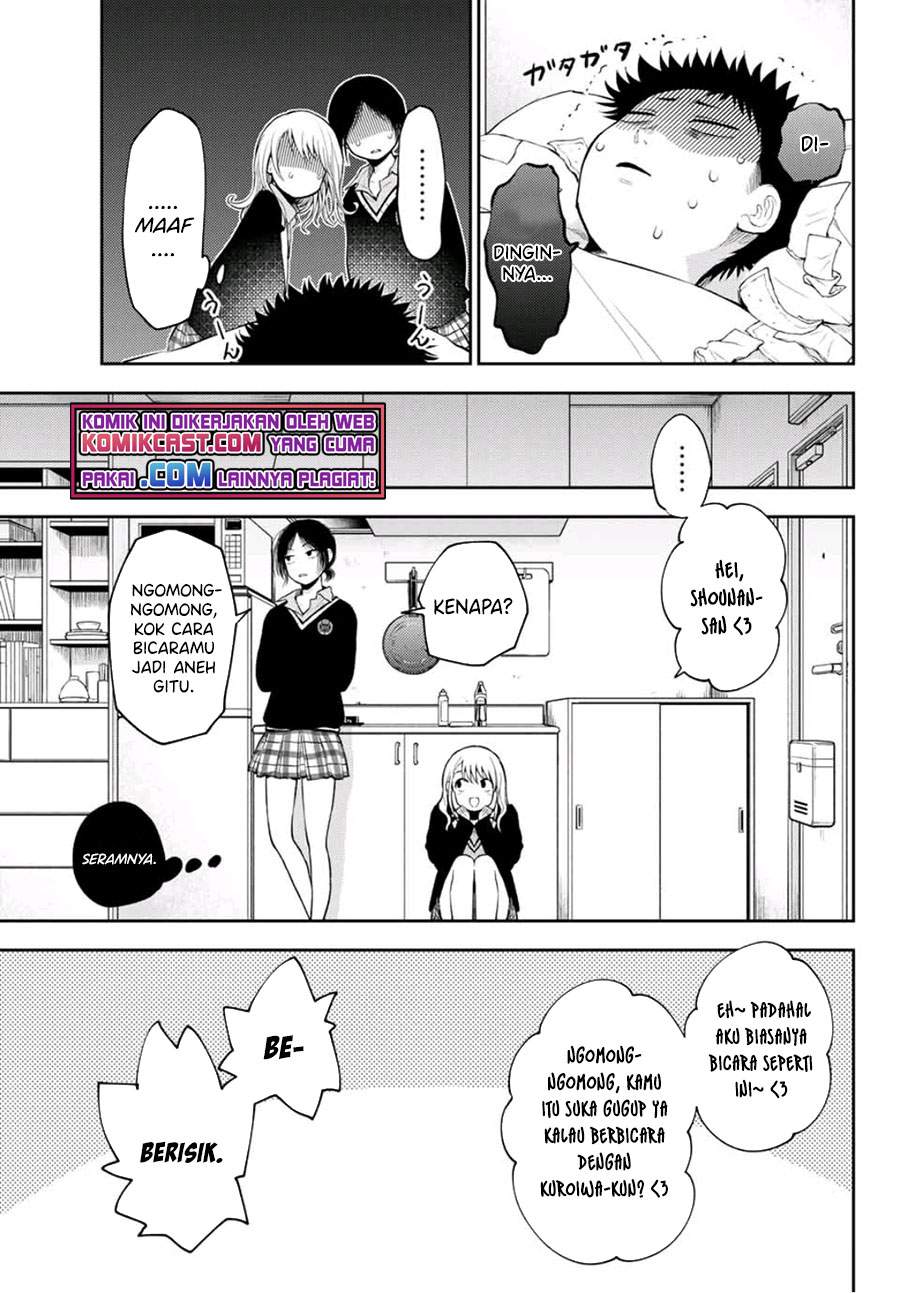 ガタガタ
DI-
DINGIN-
NYA...
.........
.....
MAAF
....
うーん
うーん
KOMIK INI DIKERJAKAN OLEH WEB
KOMIKCAST.COM YANG CUMA
PAKAI .COM LAINNYA PLAGIAT!
......
HEI,
SHOUNAN-
SAN <3
KENAPA?
NGOMONG-
NGOMONG,
KOK CARA
BICARAMU
JADI ANEH
GITU.
SERAMNYA.
EH~ PADAHAL
AKU BIASANYA
BICARA SEPERTI
INI~ <3
NGOMONG-
NGOMONG, KAMU
ITU SUKA GUGUP YA
KALAU BERBICARA
DENGAN
KUROIWA-KUN? <3
BE-
BERISIK.